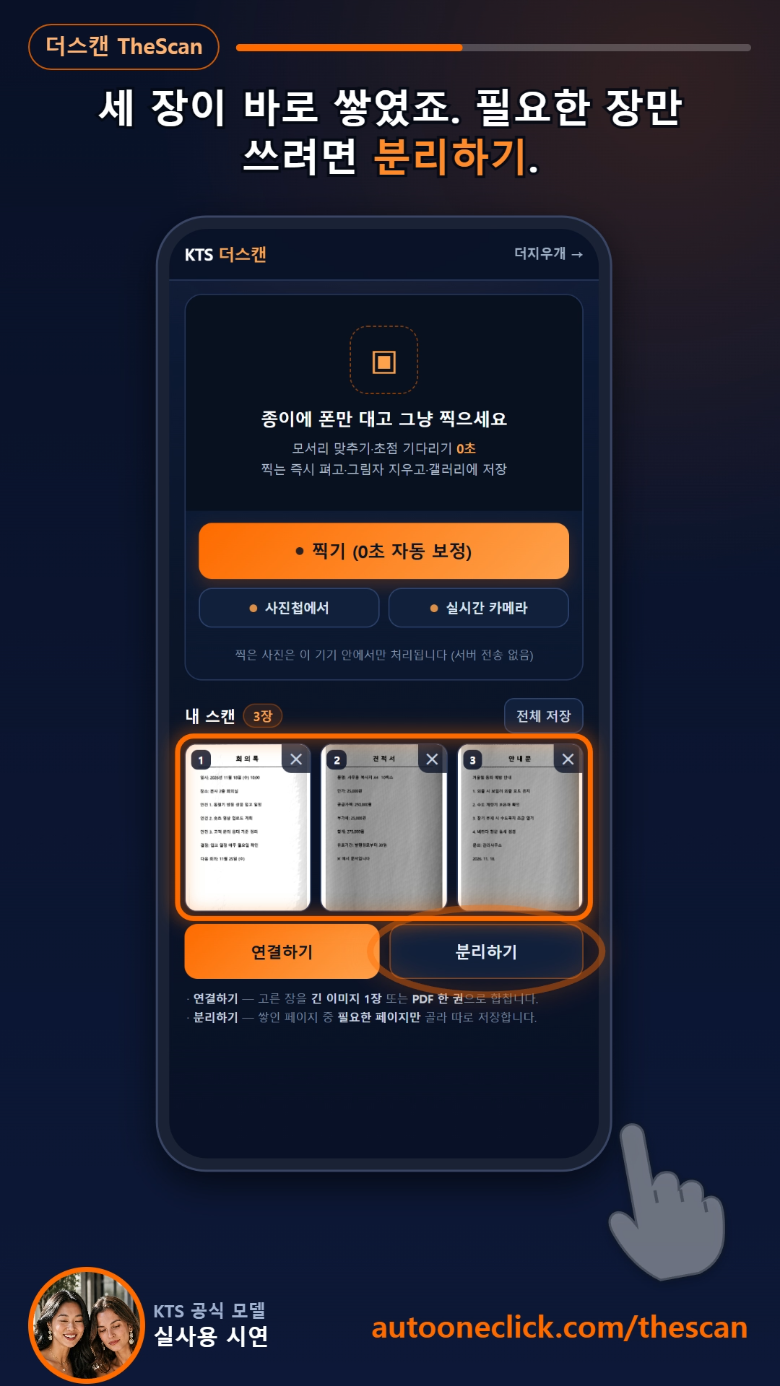 더스캔 TheScan
세 장이 바로 쌓였죠. 필요한 장만
쓰려면 분리하기.
KTS 더스캔
더지우개 →
종이에 폰만 대고 그냥 찍으세요
모서리 맞추기·초점 기다리기 0초
찍는 즉시 펴고·그림자 지우고·갤러리에 저장
● 찍기 (0초 자동 보정)
● 사진첩에서
● 실시간 카메라
찍은 사진은 이 기기 안에서만 처리됩니다 (서버 전송 없음)
내 스캔 3장
전체 저장
1 회 의 록 ✕
2 견 적 서 ✕
3 안 내 문 ✕
연결하기
분리하기
· 연결하기 — 고른 장을 긴 이미지 1장 또는 PDF 한 권으로 합칩니다.
· 분리하기 — 쌓인 페이지 중 필요한 페이지만 골라 따로 저장합니다.
KTS 공식 모델
실사용 시연
autooneclick.com/thescan